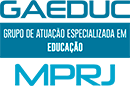 GAEDUC
GRUPO DE ATUAÇÃO ESPECIALIZADA EM
EDUCAÇÃO
MPRJ